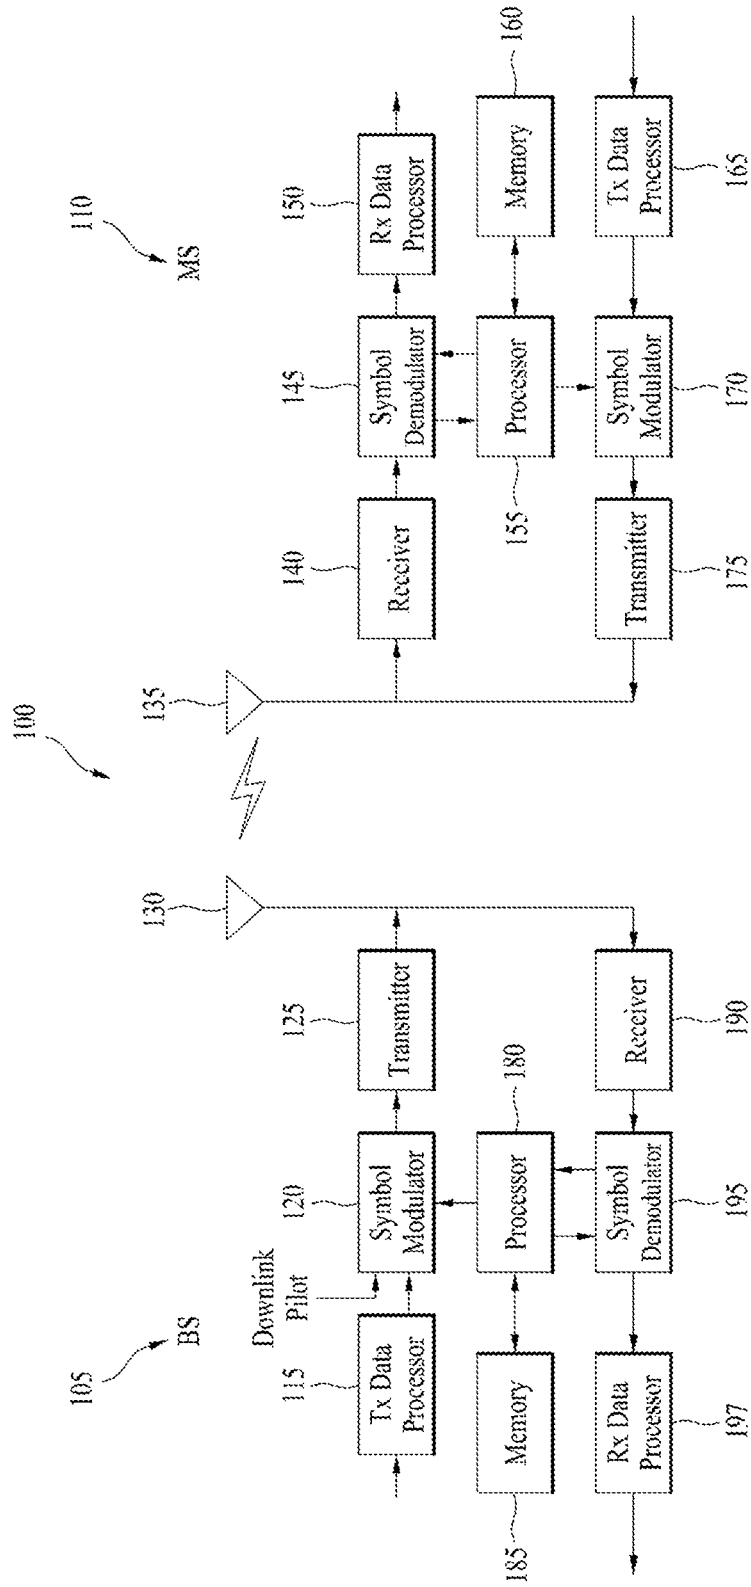 100
105
BS
110
MS
Downlink
Pilot
115
Tx Data
Processor
120
Symbol
Modulator
125
Transmitter
130
135
140
Receiver
145
Symbol
Demodulator
150
Rx Data
Processor
185
Memory
180
Processor
155
Processor
160
Memory
197
Rx Data
Processor
195
Symbol
Demodulator
190
Receiver
175
Transmitter
170
Symbol
Modulator
165
Tx Data
Processor